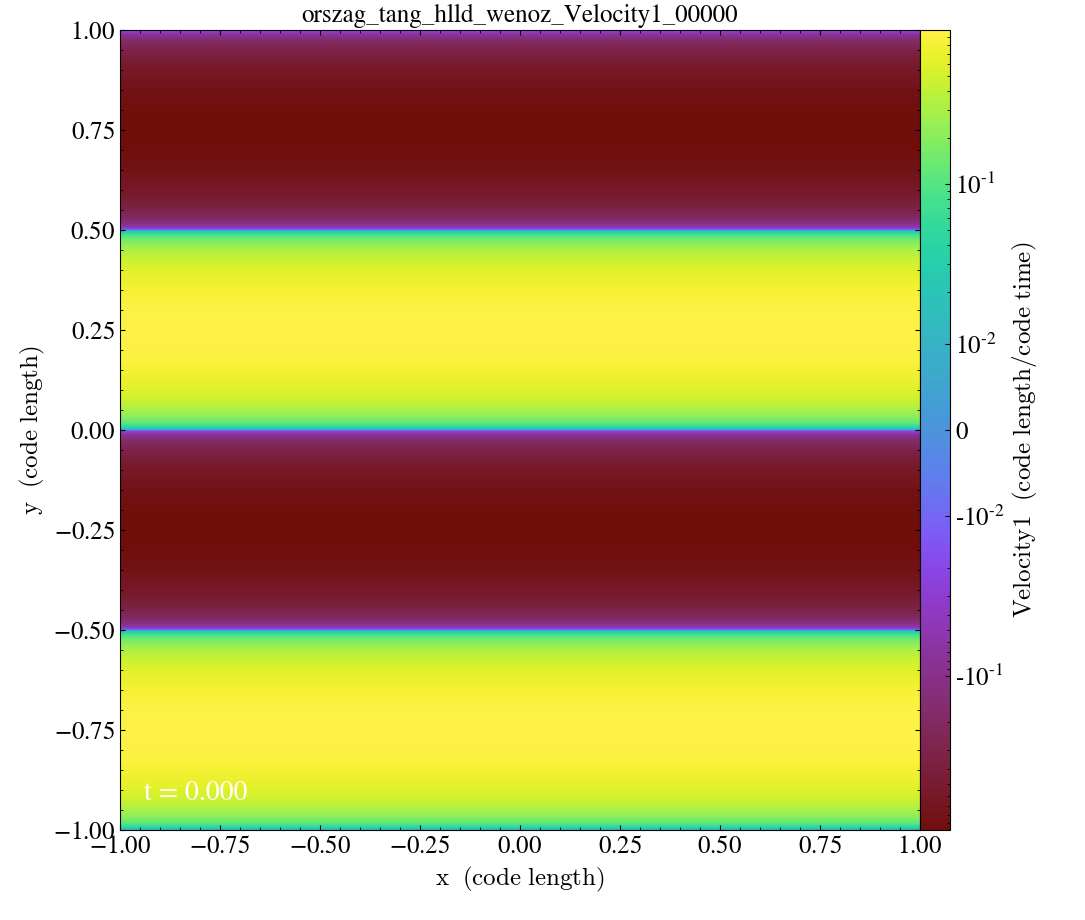 orszag_tang_hlld_wenoz_Velocity1_00000
1.00
0.75
0.50
0.25
0.00
−0.25
−0.50
−0.75
−1.00
y (code length)
t = 0.000
−1.00 −0.75 −0.50 −0.25 0.00 0.25 0.50 0.75 1.00
x (code length)
10⁻¹
10⁻²
0
-10⁻²
-10⁻¹
Velocity1 (code length/code time)